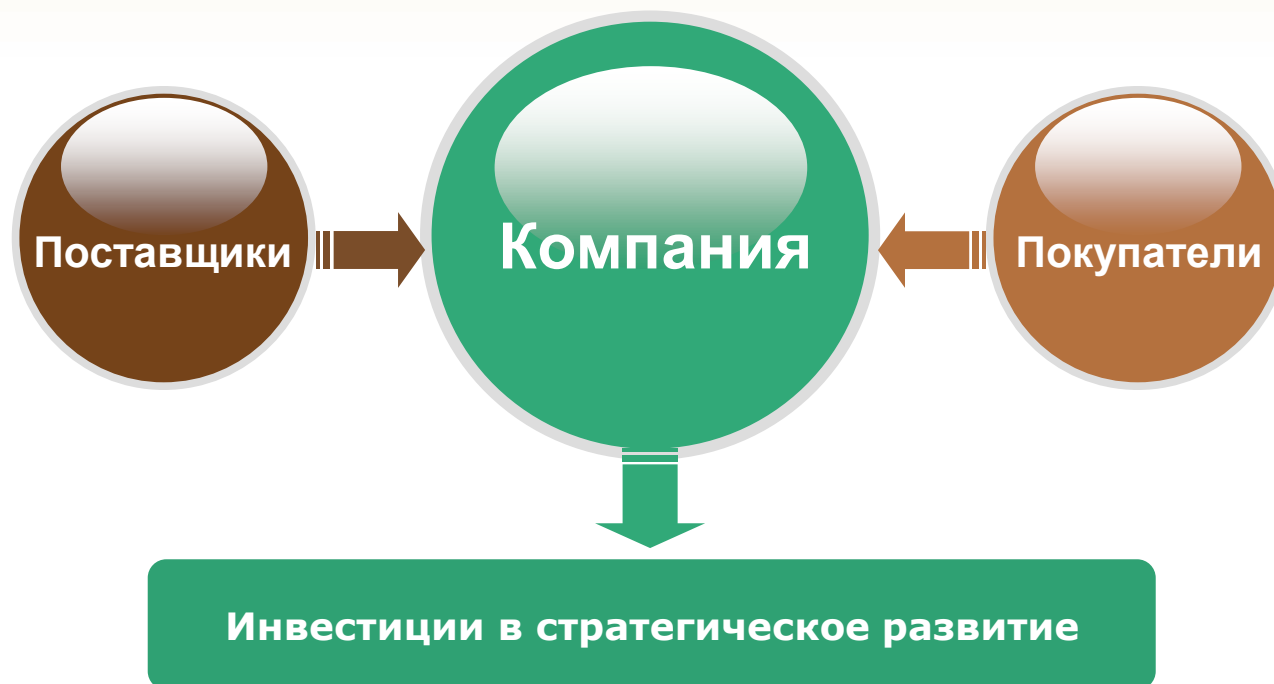 Поставщики
Компания
Покупатели
Инвестиции в стратегическое развитие